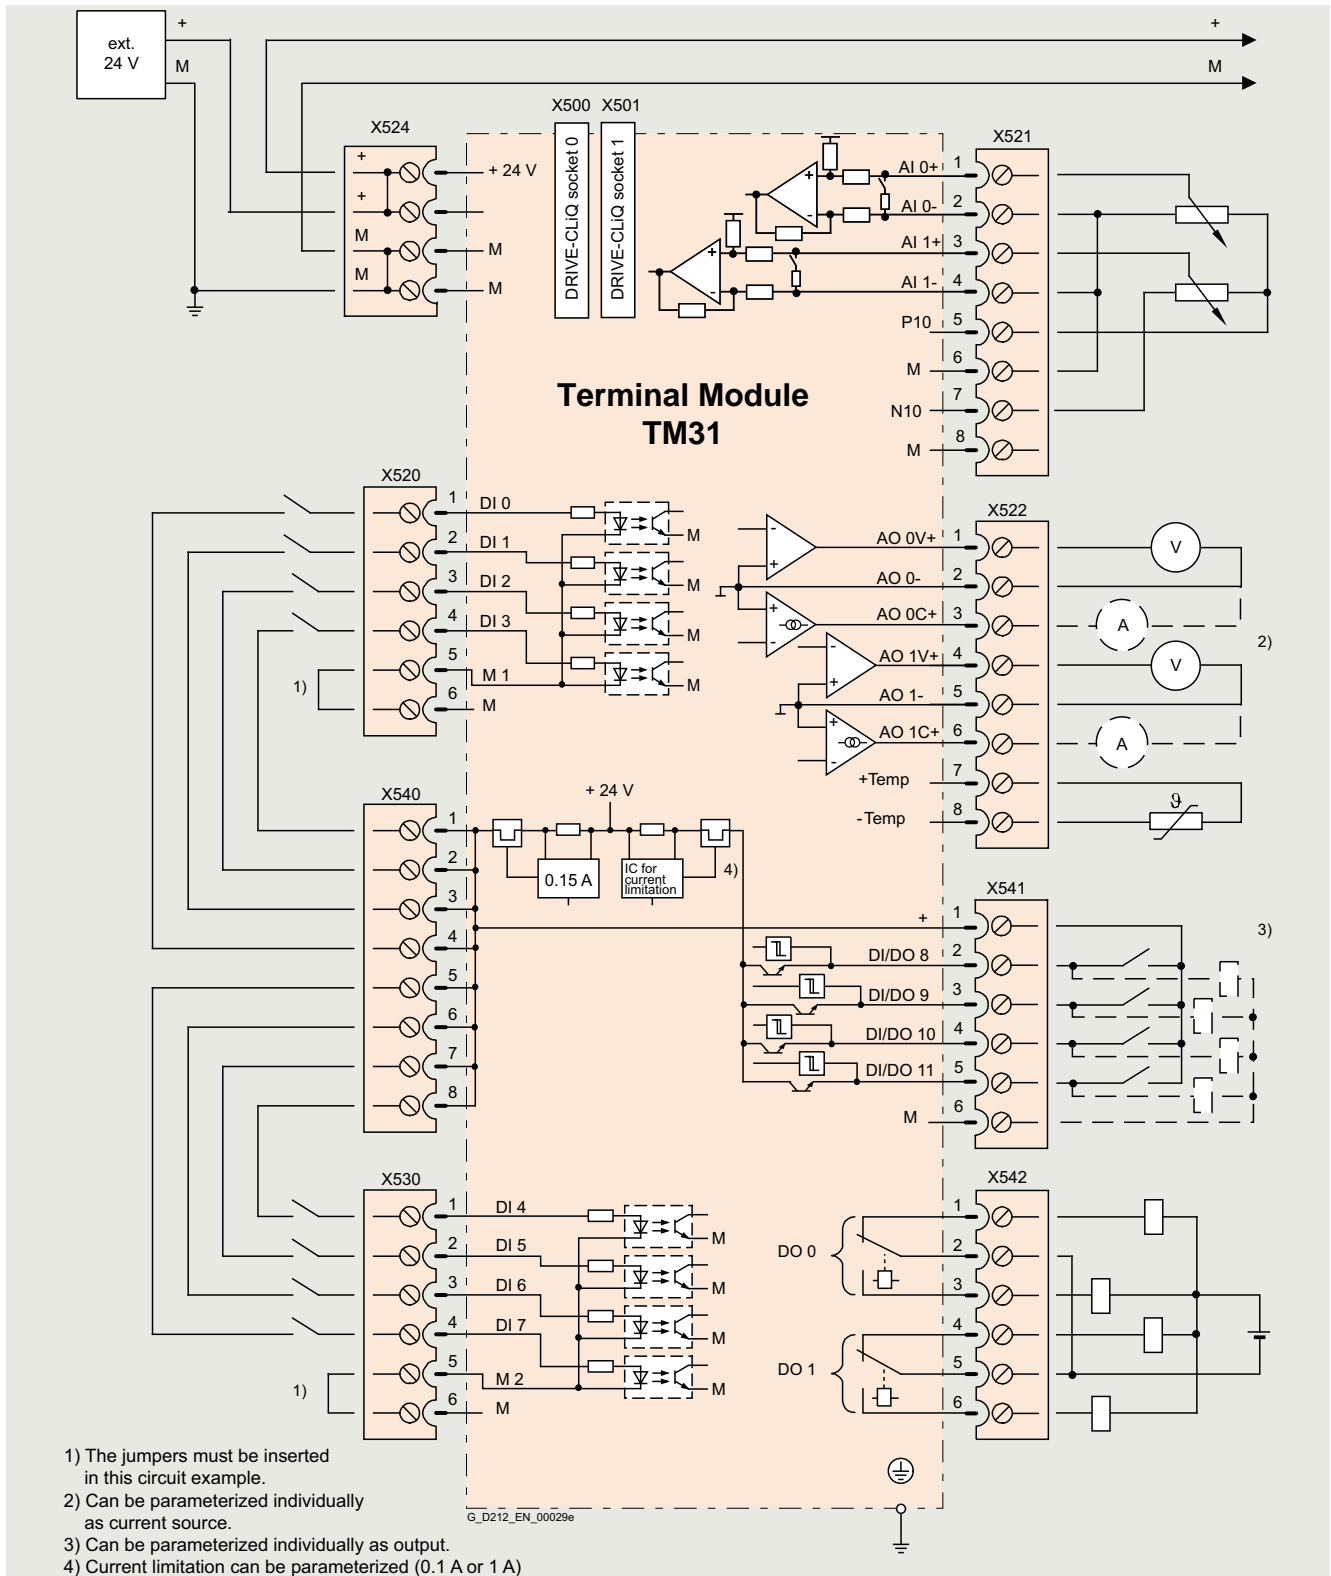 ext.
24 V
+
M
+
M
X524
+
+
M
M
+ 24 V
M
M
X500
X501
DRIVE-CLiQ socket 0
DRIVE-CLiQ socket 1
+
-
+
-
X521
AI 0+ 1
AI 0- 2
AI 1+ 3
AI 1- 4
P10 5
M 6
N10 7
M 8
Terminal Module
TM31
X520
1 DI 0
2 DI 1
3 DI 2
4 DI 3
5 M 1
6 M
1)
M
M
M
M
X522
AO 0V+ 1
AO 0- 2
AO 0C+ 3
AO 1V+ 4
AO 1- 5
AO 1C+ 6
+Temp 7
-Temp 8
-
+
+
-
-
+
+
-
V
A
V
A
2)
ϑ
X540
1
2
3
4
5
6
7
8
+ 24 V
0.15 A
IC for
current
limitation
4)
X541
+ 1
DI/DO 8 2
DI/DO 9 3
DI/DO 10 4
DI/DO 11 5
M 6
3)
X530
1 DI 4
2 DI 5
3 DI 6
4 DI 7
5 M 2
6 M
1)
M
M
M
M
X542
DO 0
1
2
3
DO 1
4
5
6
G_D212_EN_00029e
1) The jumpers must be inserted
in this circuit example.
2) Can be parameterized individually
as current source.
3) Can be parameterized individually as output.
4) Current limitation can be parameterized (0.1 A or 1 A)